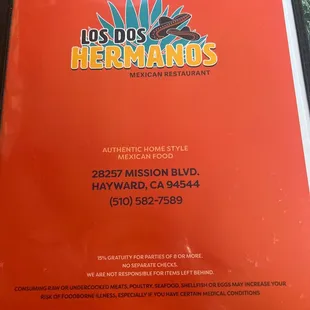 LOS DOS
HERMANOS
MEXICAN RESTAURANT
AUTHENTIC HOME STYLE
MEXICAN FOOD
28257 MISSION BLVD.
HAYWARD, CA 94544
(510) 582-7589
15% GRATUITY FOR PARTIES OF 8 OR MORE.
NO SEPARATE CHECKS.
WE ARE NOT RESPONSIBLE FOR ITEMS LEFT BEHIND.
CONSUMING RAW OR UNDERCOOKED MEATS, POULTRY, SEAFOOD, SHELLFISH OR EGGS MAY INCREASE YOUR
RISK OF FOODBORNE ILLNESS, ESPECIALLY IF YOU HAVE CERTAIN MEDICAL CONDITIONS.